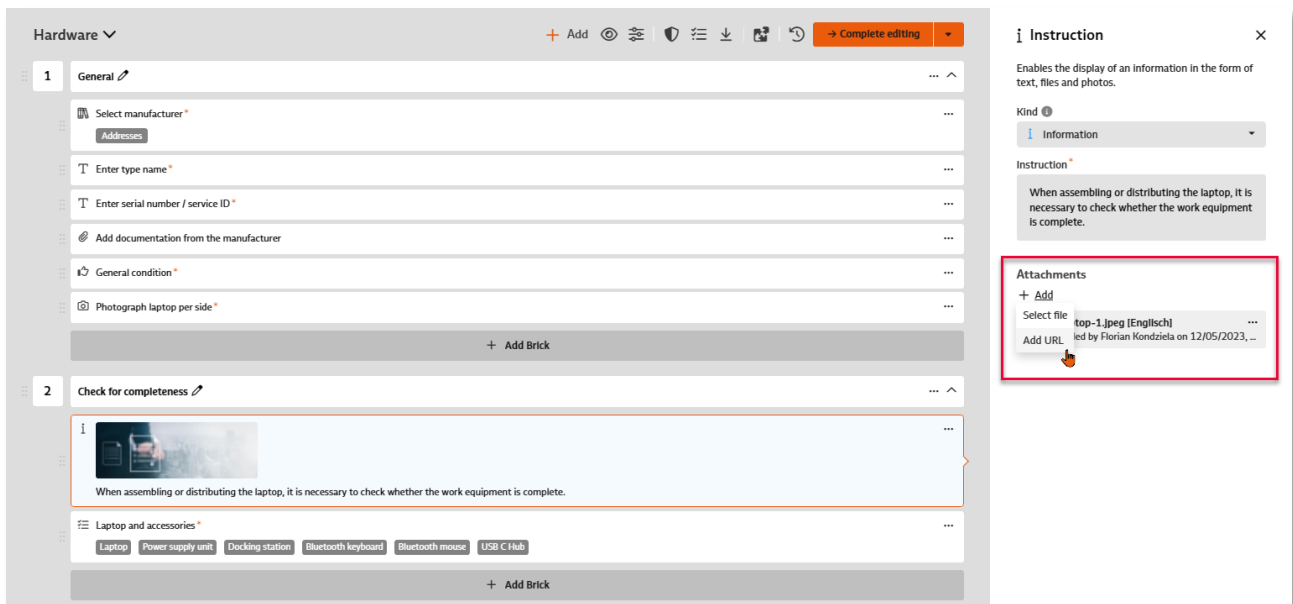 Hardware
Add
→ Complete editing
1
General
Select manufacturer*
Addresses
T Enter type name*
T Enter serial number / service ID*
Add documentation from the manufacturer
General condition*
Photograph laptop per side*
+ Add Brick
2
Check for completeness
When assembling or distributing the laptop, it is necessary to check whether the work equipment is complete.
Laptop and accessories*
Laptop Power supply unit Docking station Bluetooth keyboard Bluetooth mouse USB C Hub
+ Add Brick
i Instruction
Enables the display of an information in the form of
text, files and photos.
Kind
i Information
Instruction*
When assembling or distributing the laptop, it is
necessary to check whether the work equipment
is complete.
Attachments
+ Add
Select file
Add URL
top-1.jpeg [Englisch]
by Florian Kondziela on 12/05/2023, ...